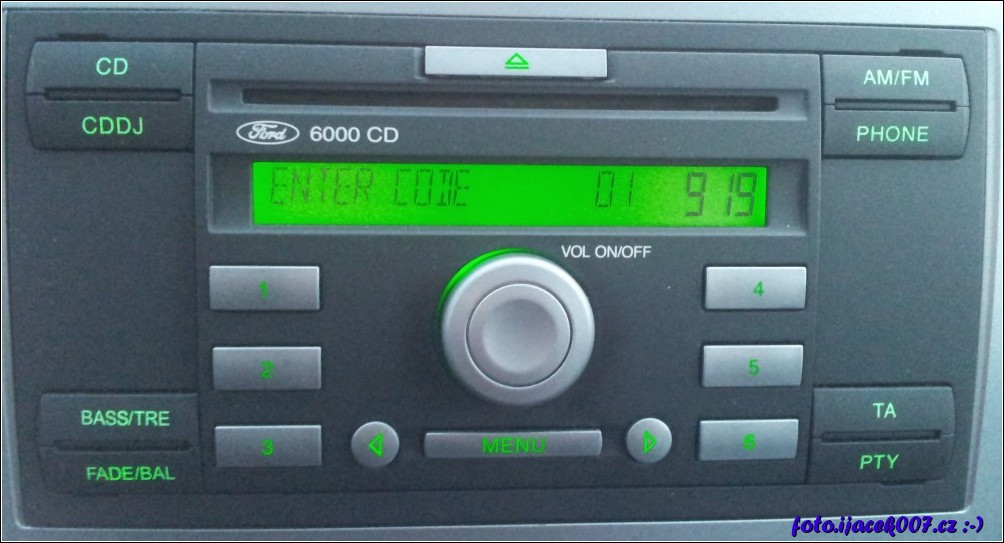 CD
CDDJ
AM/FM
PHONE
Ford 6000 CD
ENTER CODE 01 919
VOL ON/OFF
1
4
2
5
3
MENU
6
BASS/TRE
FADE/BAL
TA
PTY
foto.ijacek007.cz :-)